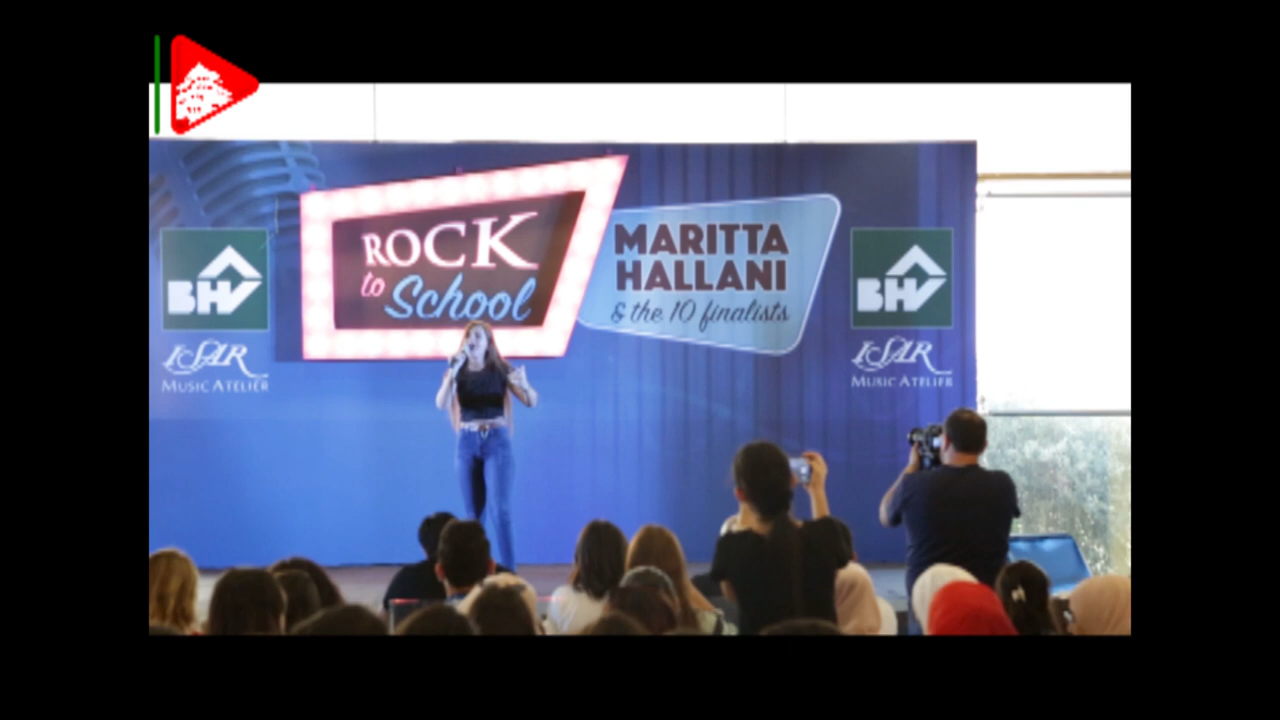 ROCK
to School
MARITTA
HALLANI
& the 10 finalists
BHV
ISAR
MUSIC ATELIER
BHV
ISAR
MUSIC ATELIER